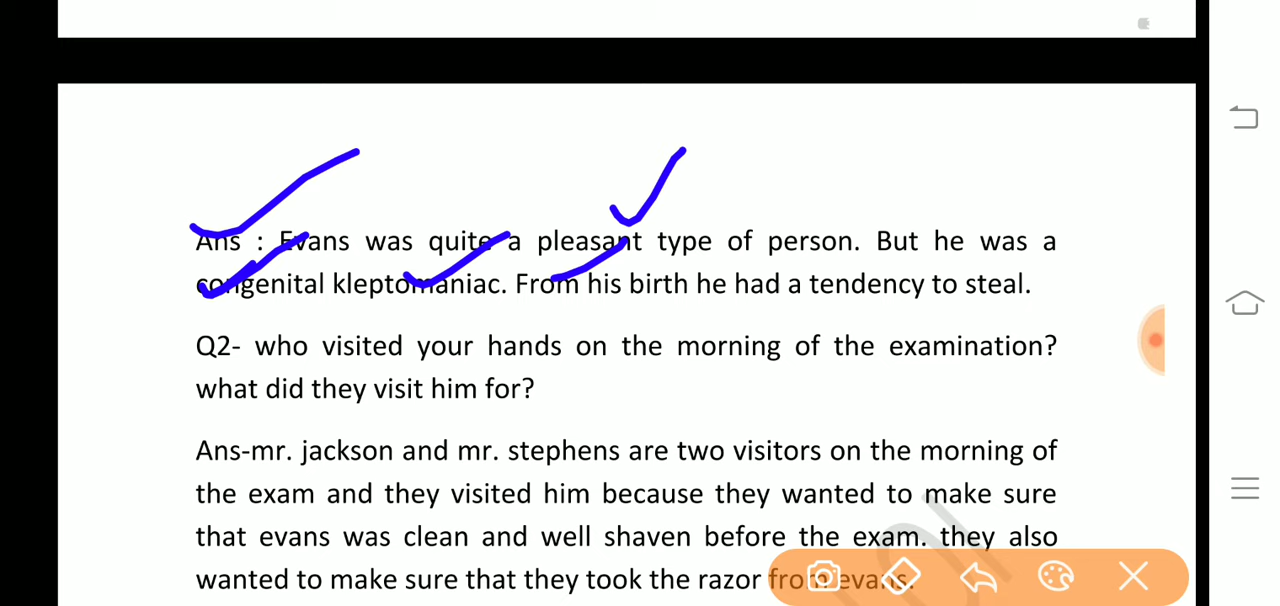 Ans : Evans was quite a pleasant type of person. But he was a
congenital kleptomaniac. From his birth he had a tendency to steal.
Q2- who visited your hands on the morning of the examination?
what did they visit him for?
Ans-mr. jackson and mr. stephens are two visitors on the morning of
the exam and they visited him because they wanted to make sure
that evans was clean and well shaven before the exam. they also
wanted to make sure that they took the razor from evans.